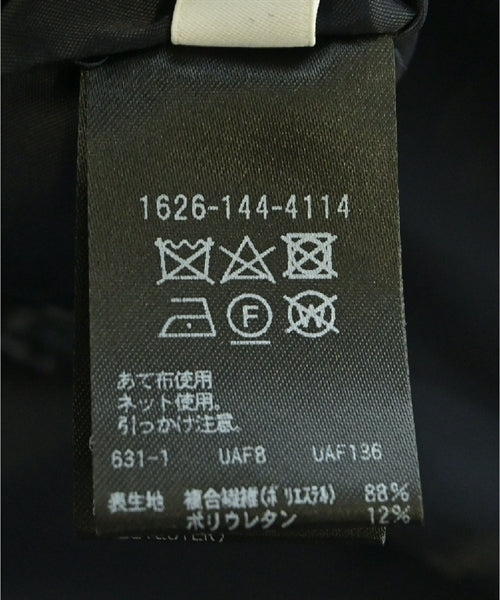 1626-144-4114
F
W
あて布使用
ネット使用。
引っかけ注意。
631-1 UAF8 UAF136
表生地 複合繊維(ポリエステル) 88%
ポリウレタン 12%